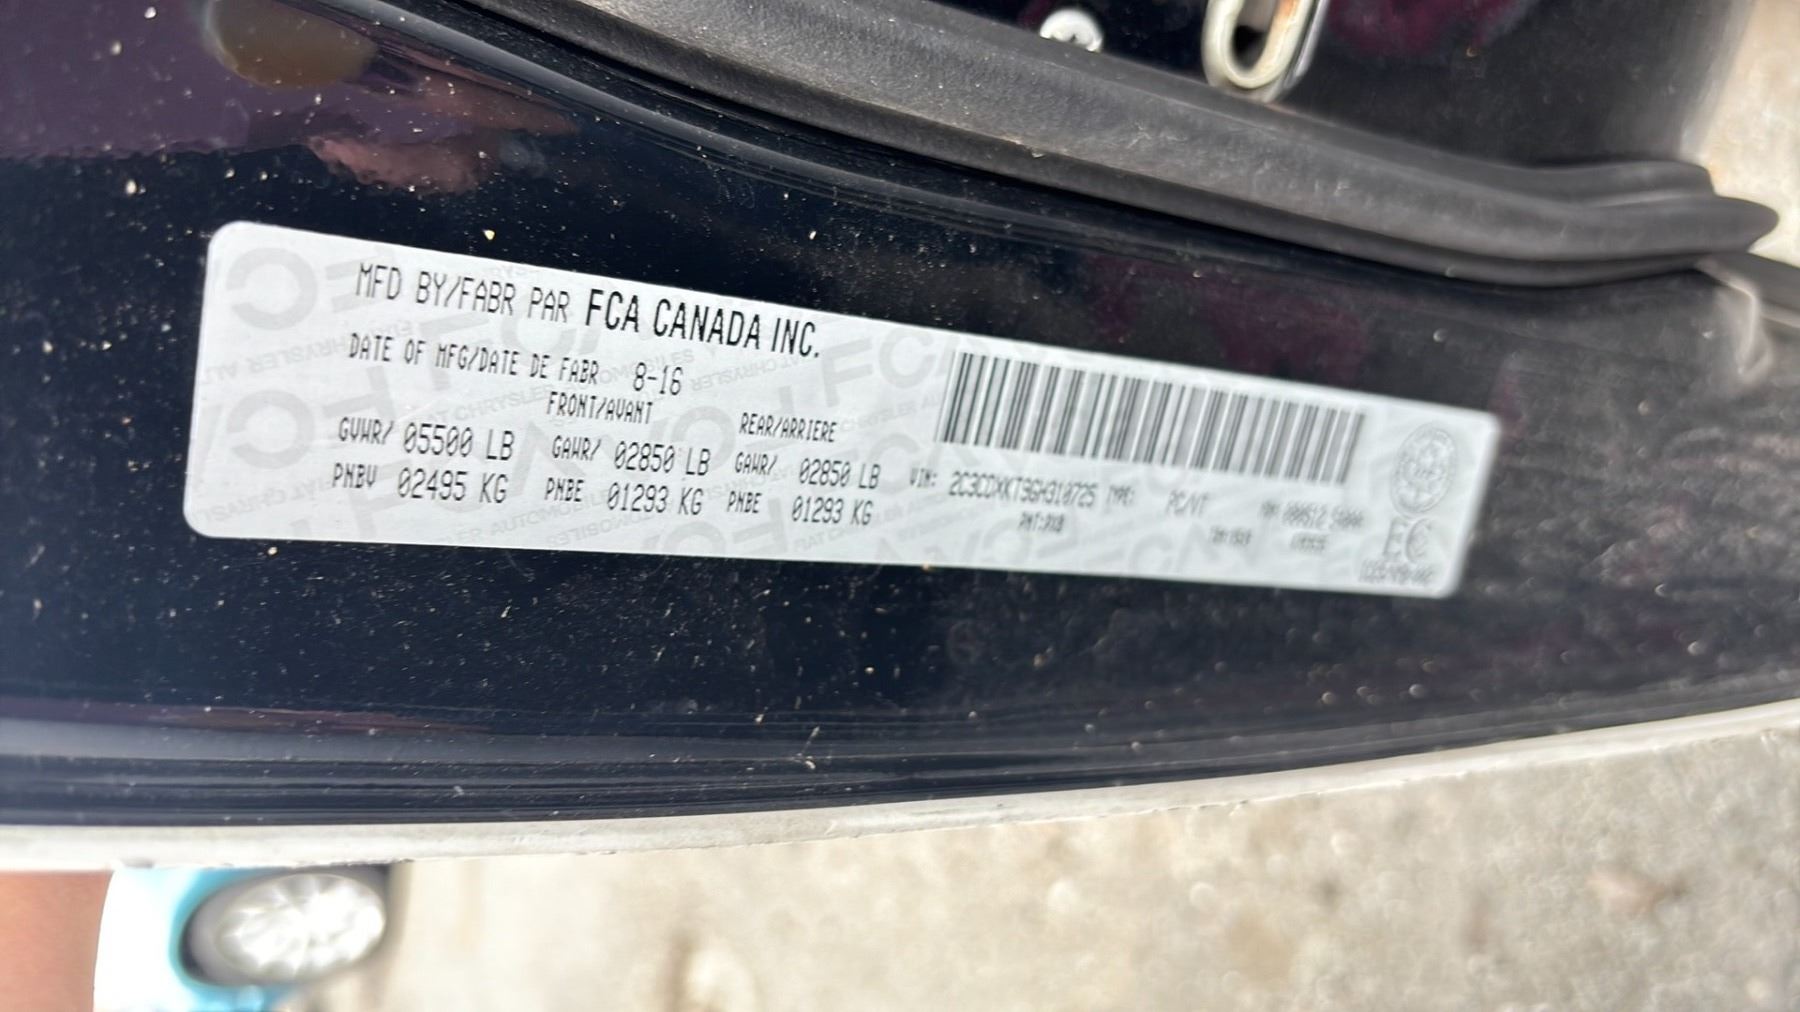 MFD BY/FABR PAR FCA CANADA INC.
DATE OF MFG/DATE DE FABR 8-16
FRONT/AVANT REAR/ARRIERE
GVWR/ 05500 LB GAWR/ 02850 LB GAWR/ 02850 LB
PNBV 02495 KG PNBE 01293 KG PNBE 01293 KG
VIN: 2C3CDXKT9GH310725 TYPE: PC/VT